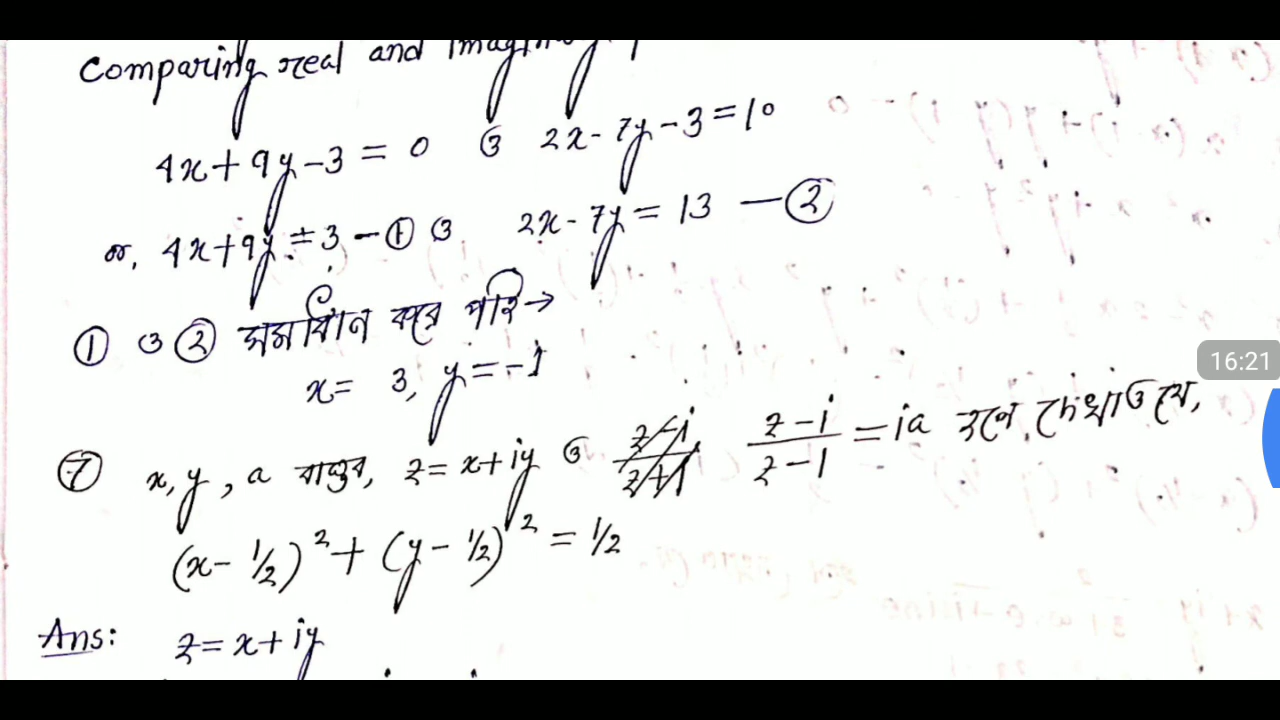 Comparing real and
4x+9y-3 = 0 ও 2x-7y-3=10
or, 4x+9y = 3 - ① ও 2x-7y = 13 - ②
① ও ② সমাধান করে পাই→
x = 3, y = -1
16:21
⑦ x, y, a বাস্তব, z = x+iy ও z-i/z-1 = ia হলে দেখাও যে,
(x - 1/2)² + (y - 1/2)² = 1/2
Ans: z = x + iy